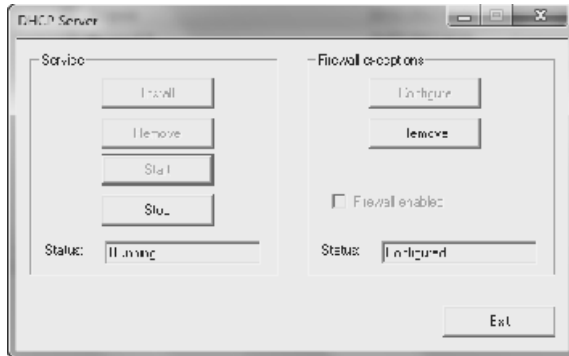 DHCP Server
Service
Install
Remove
Start
Stop
Status: Running
Firewall exceptions
Configure
Remove
Firewall enabled
Status: Configured
Exit